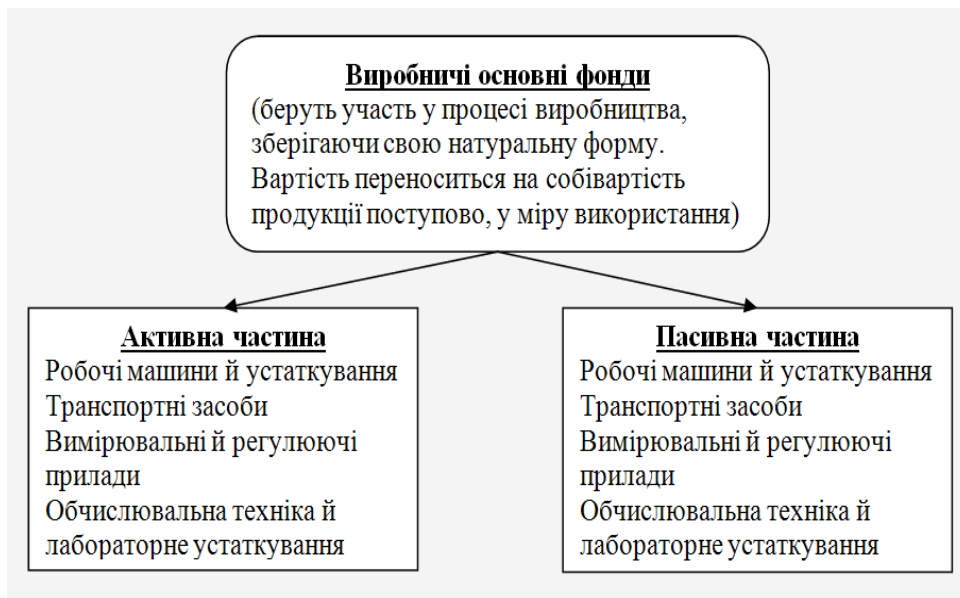 Виробничі основні фонди
(беруть участь у процесі виробництва,
зберігаючи свою натуральну форму.
Вартість переноситься на собівартість
продукції поступово, у міру використання)
Активна частина
Робочі машини й устаткування
Транспортні засоби
Вимірювальні й регулюючі
прилади
Обчислювальна техніка й
лабораторне устаткування
Пасивна частина
Робочі машини й устаткування
Транспортні засоби
Вимірювальні й регулюючі
прилади
Обчислювальна техніка й
лабораторне устаткування